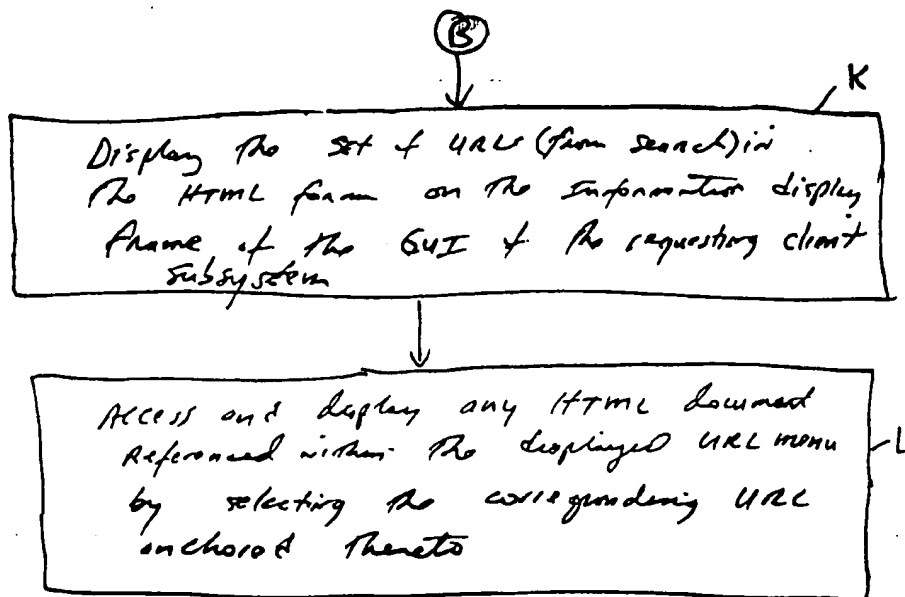 B
K
Display the set of URLs (from search) in
the HTML form on the Information display
frame of the GUI of the requesting client
subsystem
Access and display any HTML document
Referenced within the displayed URL menu
by selecting the corresponding URL
anchored thereto
L